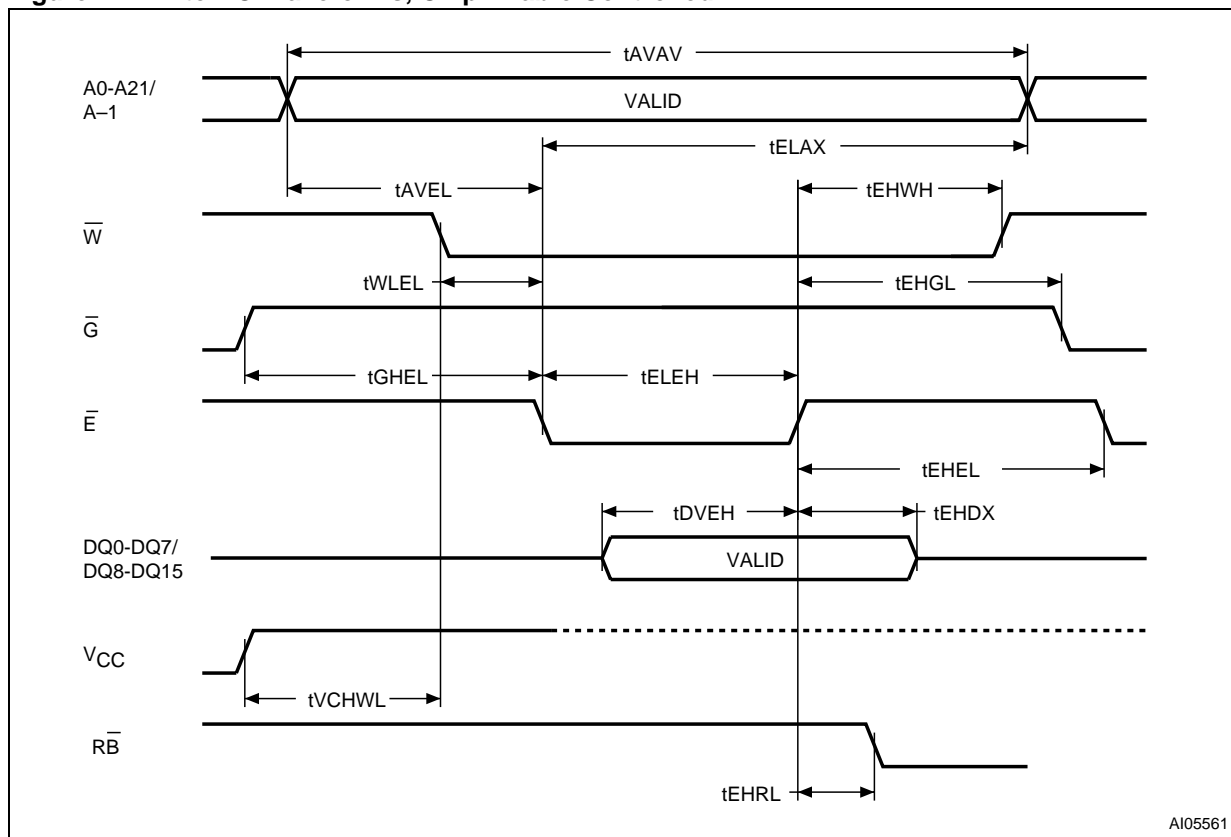 tAVAV
A0-A21/
A–1
VALID
tELAX
tAVEL
tEHWH
W̅
tWLEL
tEHGL
G̅
tGHEL
tELEH
E̅
tEHEL
tDVEH
tEHDX
DQ0-DQ7/
DQ8-DQ15
VALID
VCC
tVCHWL
RB̅
tEHRL
AI05561